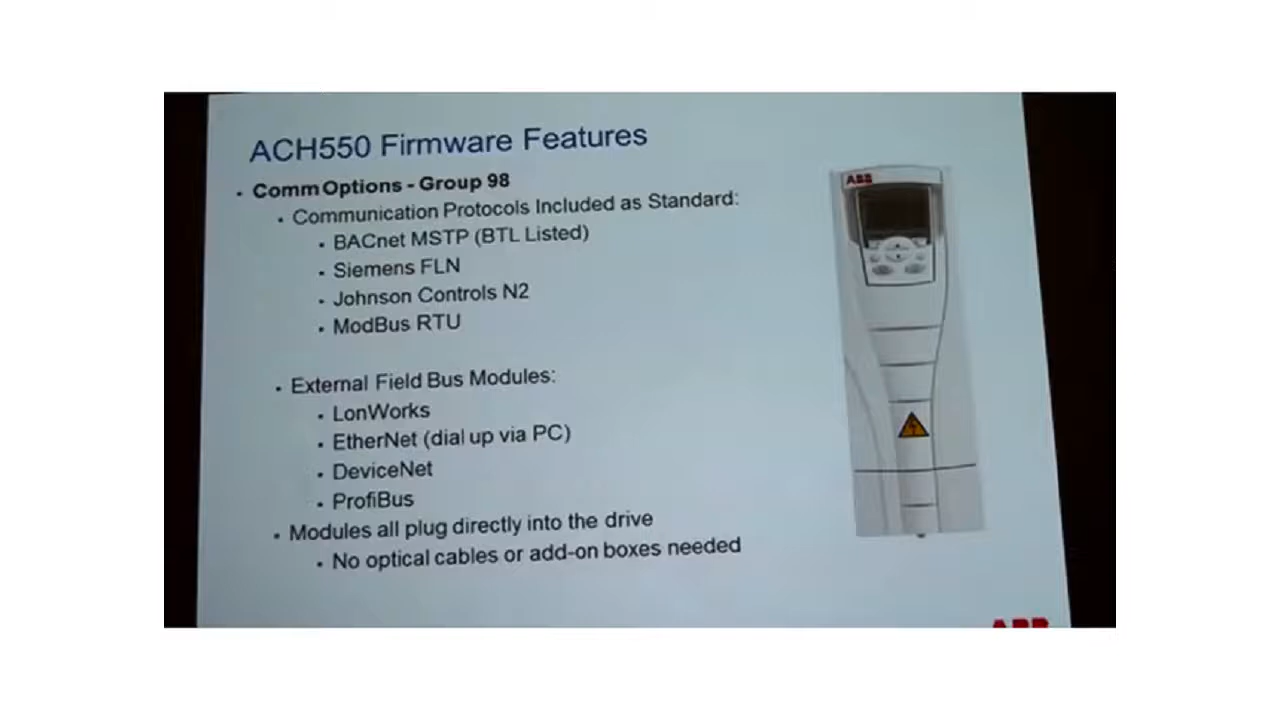 ACH550 Firmware Features
• Comm Options - Group 98
• Communication Protocols Included as Standard:
• BACnet MSTP (BTL Listed)
• Siemens FLN
• Johnson Controls N2
• ModBus RTU
• External Field Bus Modules:
• LonWorks
• EtherNet (dial up via PC)
• DeviceNet
• ProfiBus
• Modules all plug directly into the drive
• No optical cables or add-on boxes needed
ABB
ABB